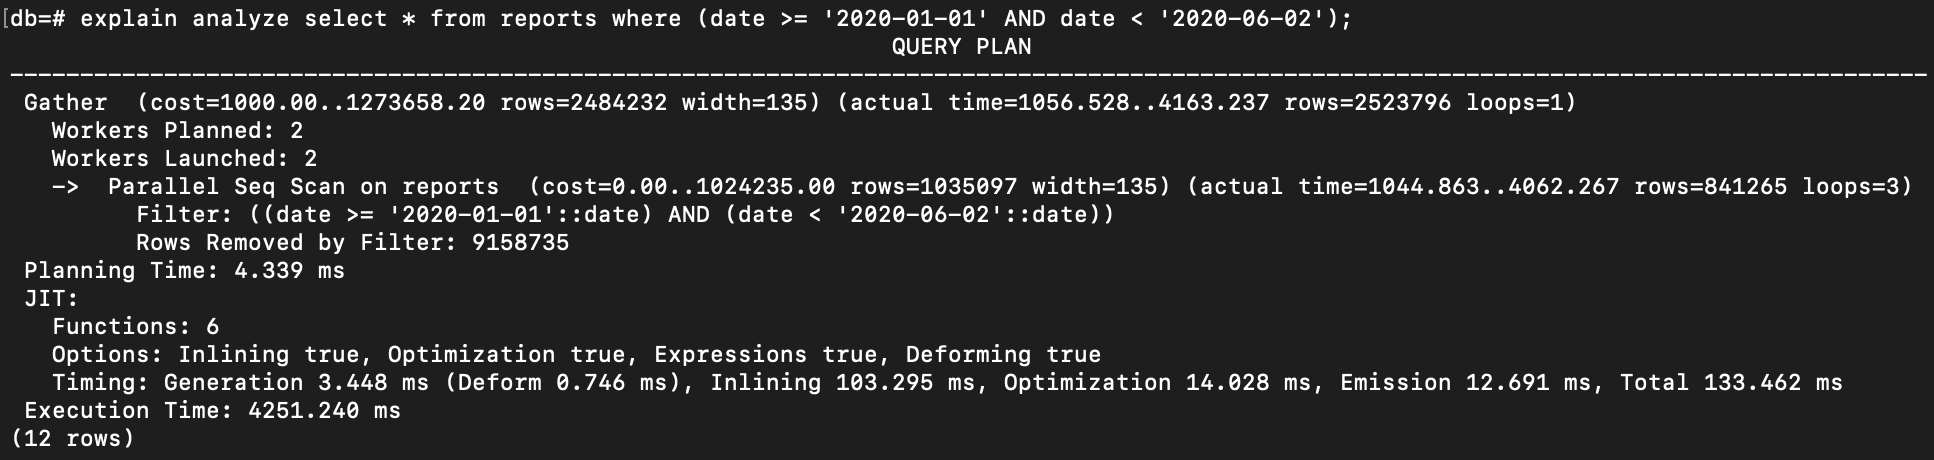 [db=# explain analyze select * from reports where (date >= '2020-01-01' AND date < '2020-06-02');
QUERY PLAN
-----------------------------------------------------------------------------------------------------------------------------------------
Gather  (cost=1000.00..1273658.20 rows=2484232 width=135) (actual time=1056.528..4163.237 rows=2523796 loops=1)
Workers Planned: 2
Workers Launched: 2
->  Parallel Seq Scan on reports  (cost=0.00..1024235.00 rows=1035097 width=135) (actual time=1044.863..4062.267 rows=841265 loops=3)
Filter: ((date >= '2020-01-01'::date) AND (date < '2020-06-02'::date))
Rows Removed by Filter: 9158735
Planning Time: 4.339 ms
JIT:
Functions: 6
Options: Inlining true, Optimization true, Expressions true, Deforming true
Timing: Generation 3.448 ms (Deform 0.746 ms), Inlining 103.295 ms, Optimization 14.028 ms, Emission 12.691 ms, Total 133.462 ms
Execution Time: 4251.240 ms
(12 rows)